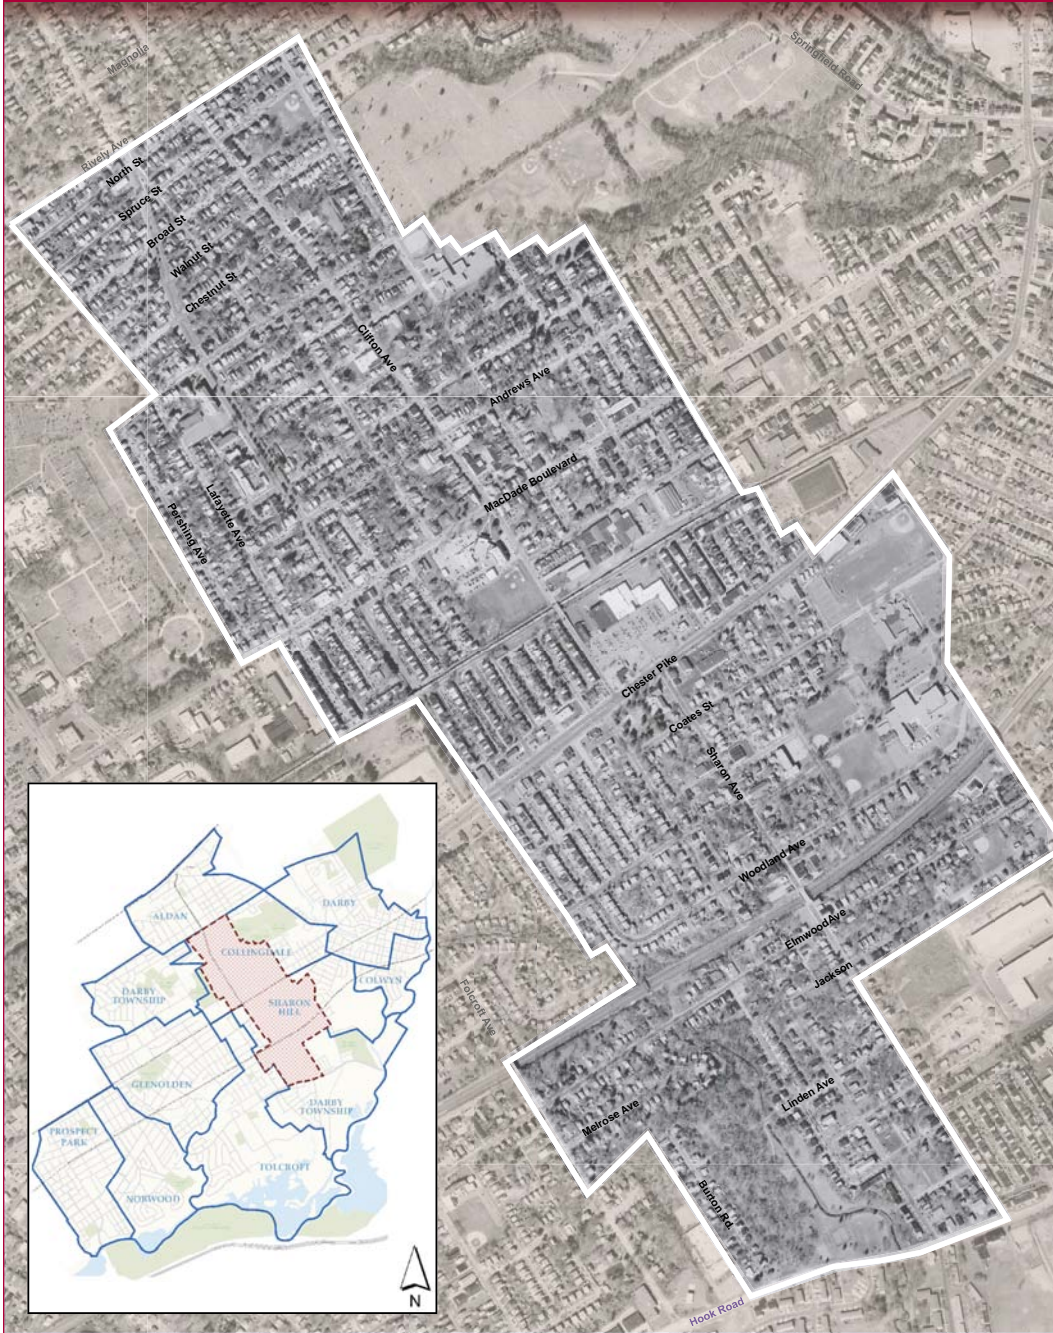 Magnolia
Springfield Road
Rively Ave
North St
Spruce St
Broad St
Walnut St
Chestnut St
Clifton Ave
Andrews Ave
MacDade Boulevard
Lafayette Ave
Pershing Ave
Chester Pike
Coates St
Sharon Ave
Woodland Ave
ElmwoodAve
Jackson
Folcroft Ave
Melrose Ave
Linden Ave
Burton Rd.
Hook Road
ALDAN
DARBY
COLLINGDALE
COLWYN
DARBY
TOWNSHIP
SHARON
HILL
GLENOLDEN
DARBY
TOWNSHIP
PROSPECT
PARK
FOLCROFT
NORWOOD
N